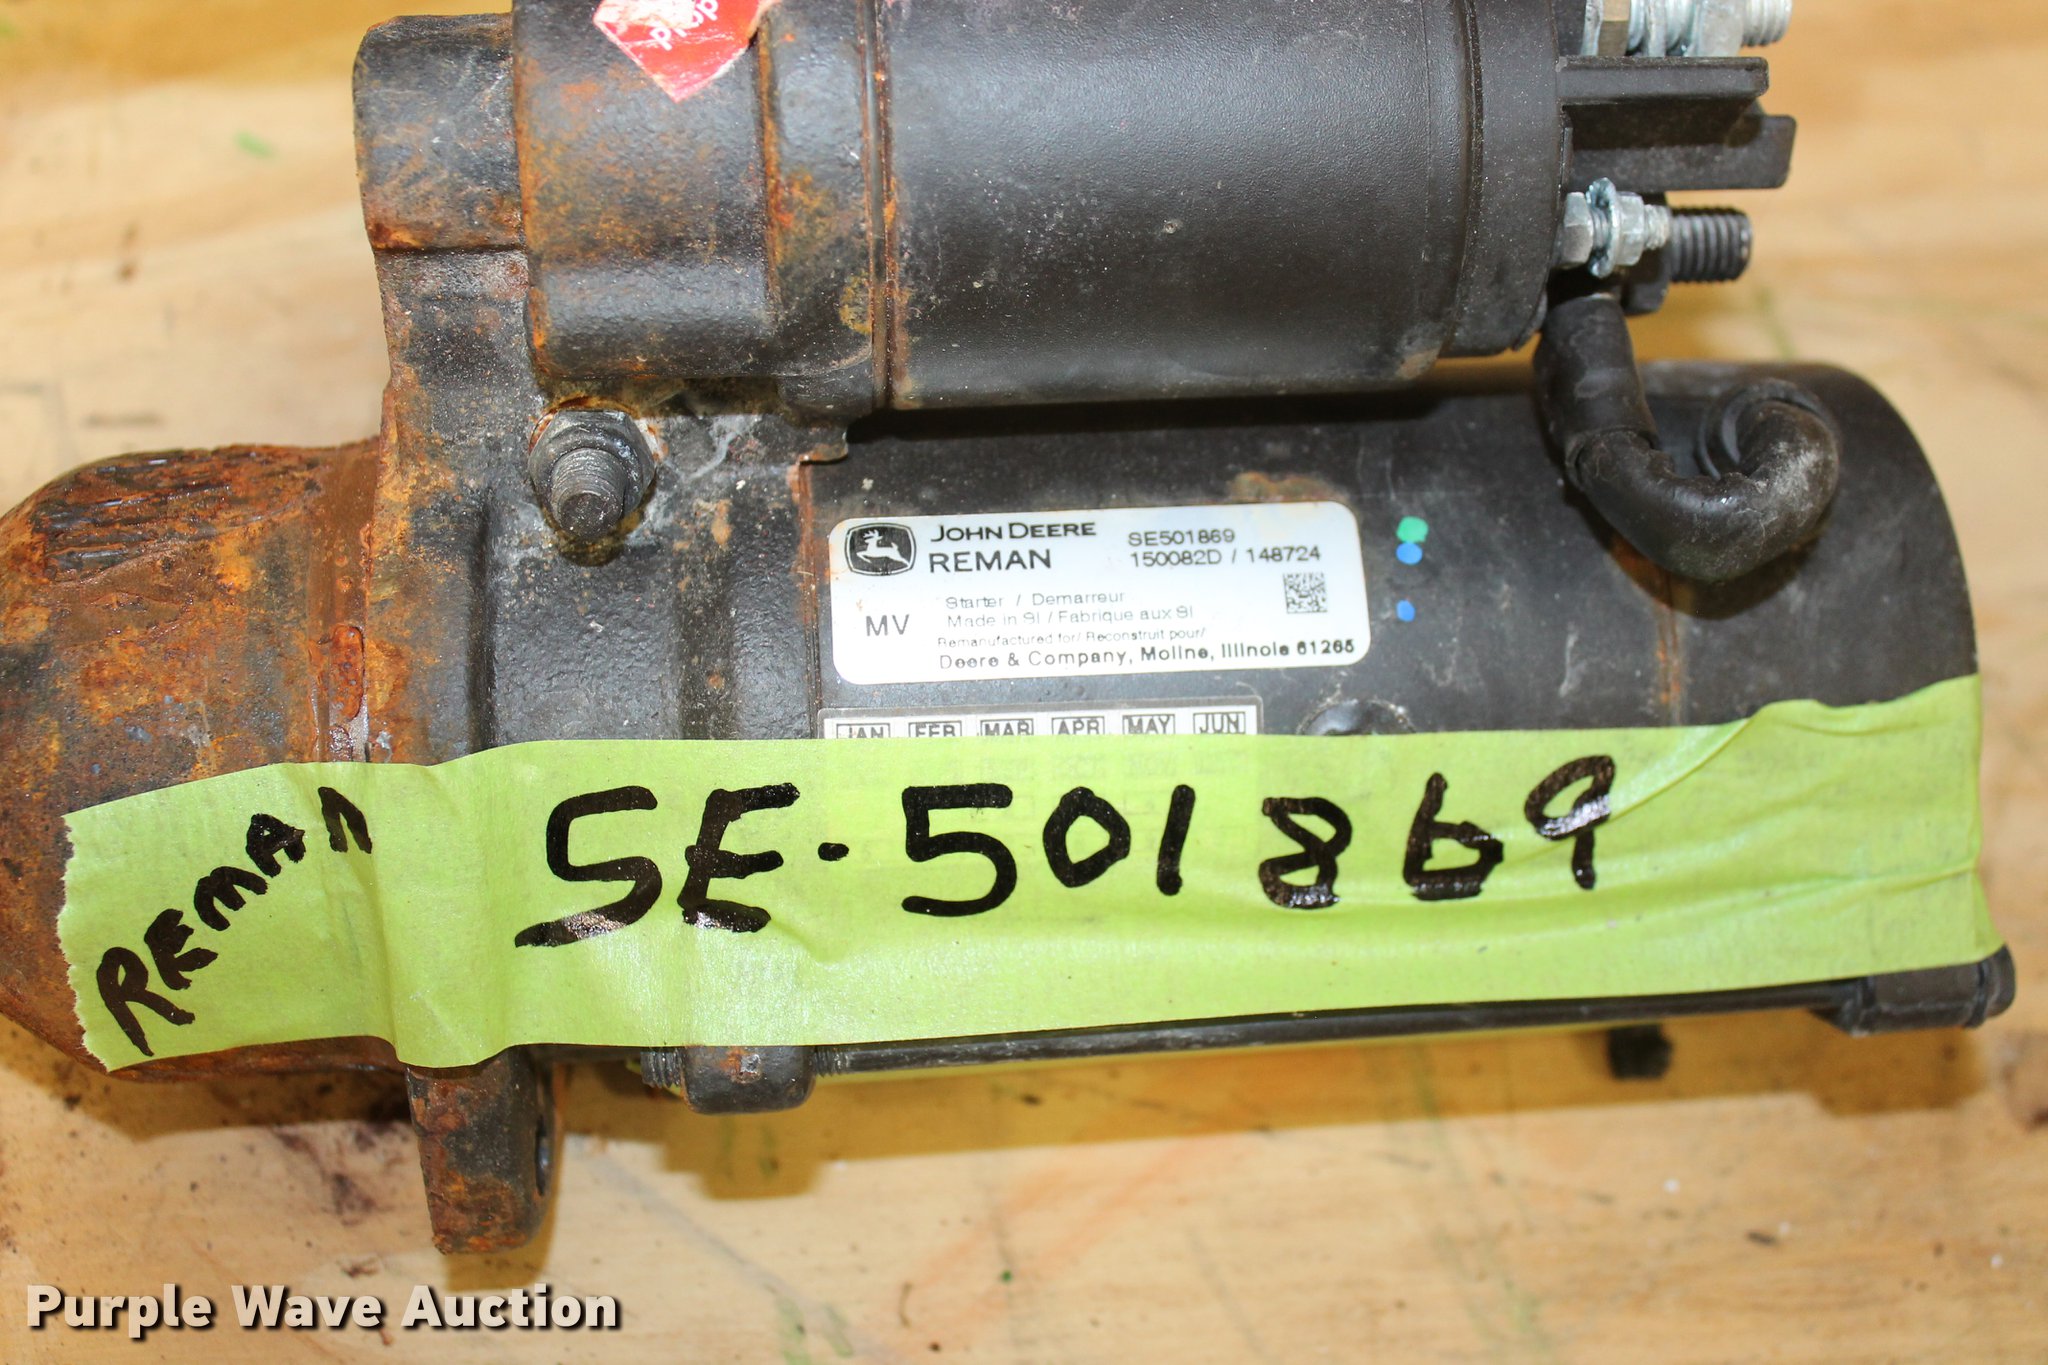 JOHN DEERE
REMAN
SE501869
150082D / 148724
MV
Starter / Demarreur
Made in SI / Fabrique aux SI
Remanufactured for/ Reconstruit pour/
Deere & Company, Moline, Illinois 61265
JAN FEB MAR APR MAY JUN
REMAN SE-501869
Purple Wave Auction